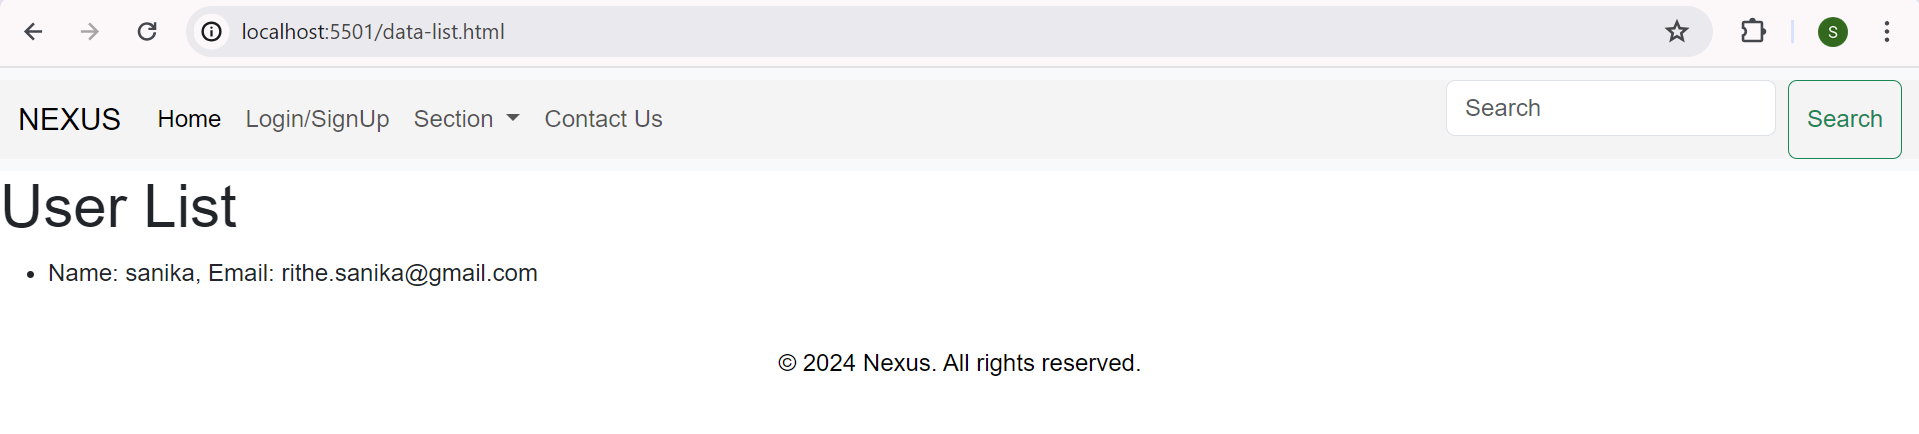 localhost:5501/data-list.html
S
NEXUS Home Login/SignUp Section Contact Us Search Search
User List
• Name: sanika, Email: rithe.sanika@gmail.com
© 2024 Nexus. All rights reserved.